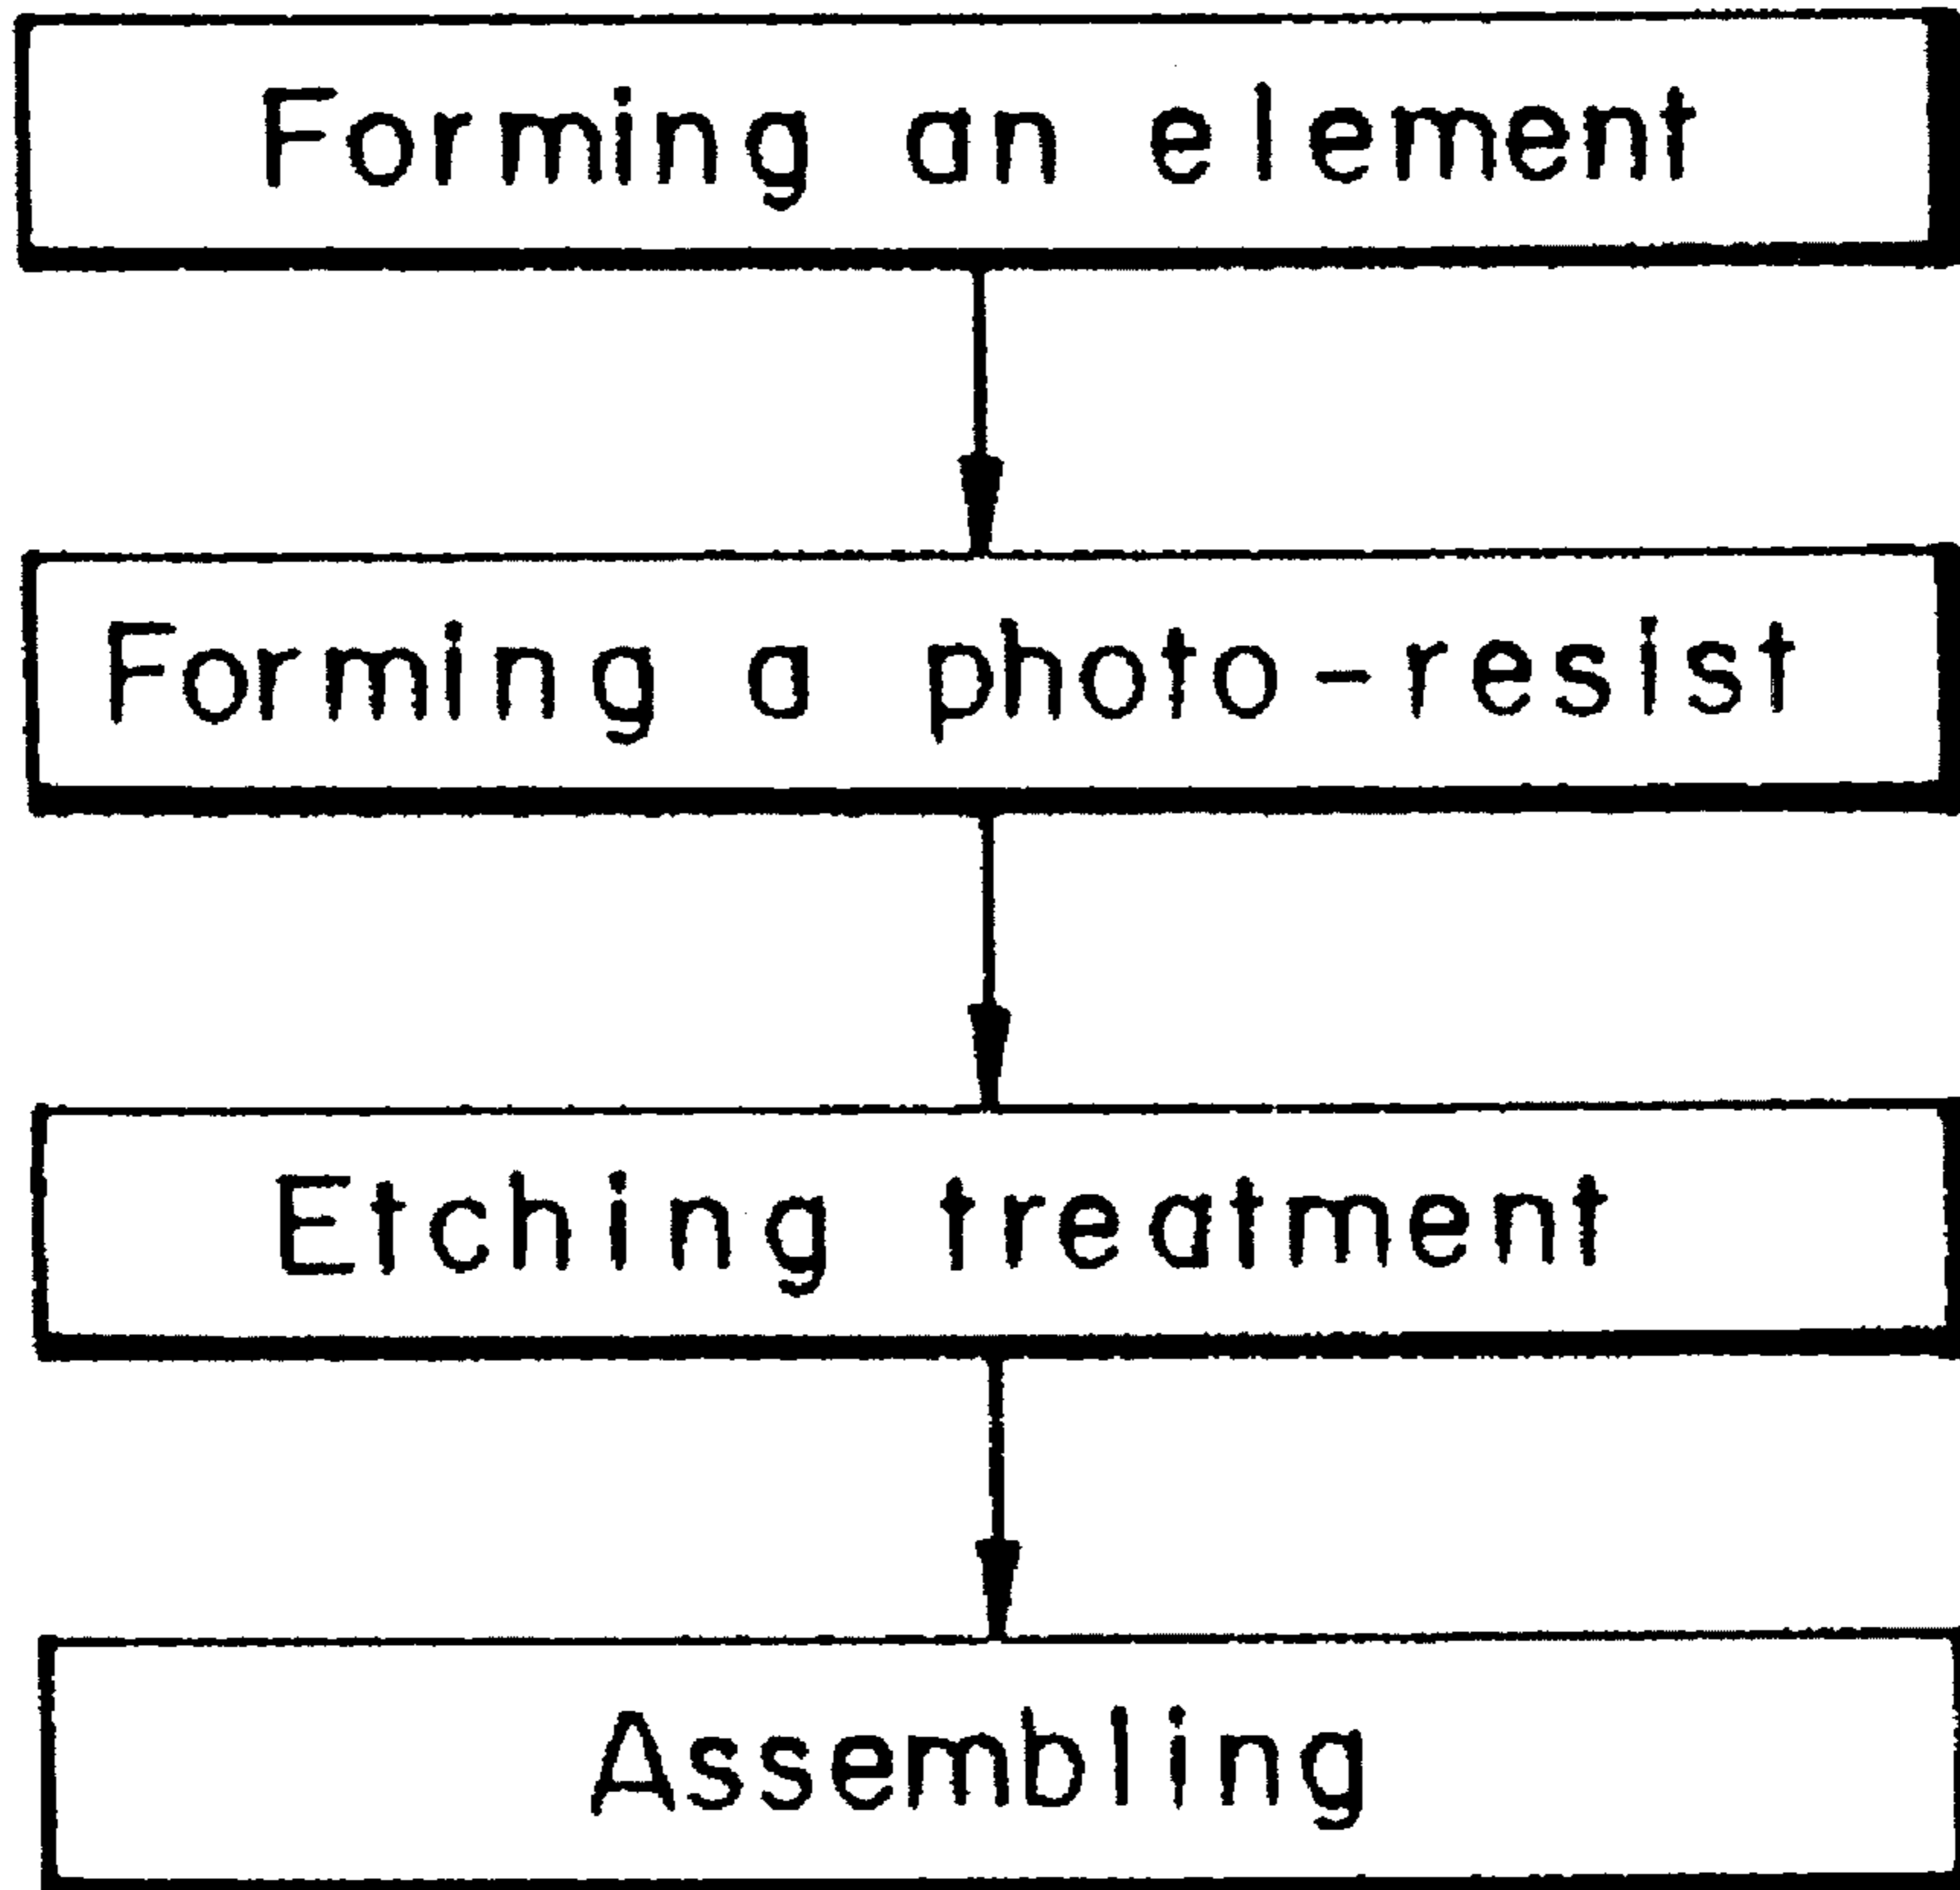 Forming an element
Forming a photo-resist
Etching treatment
Assembling